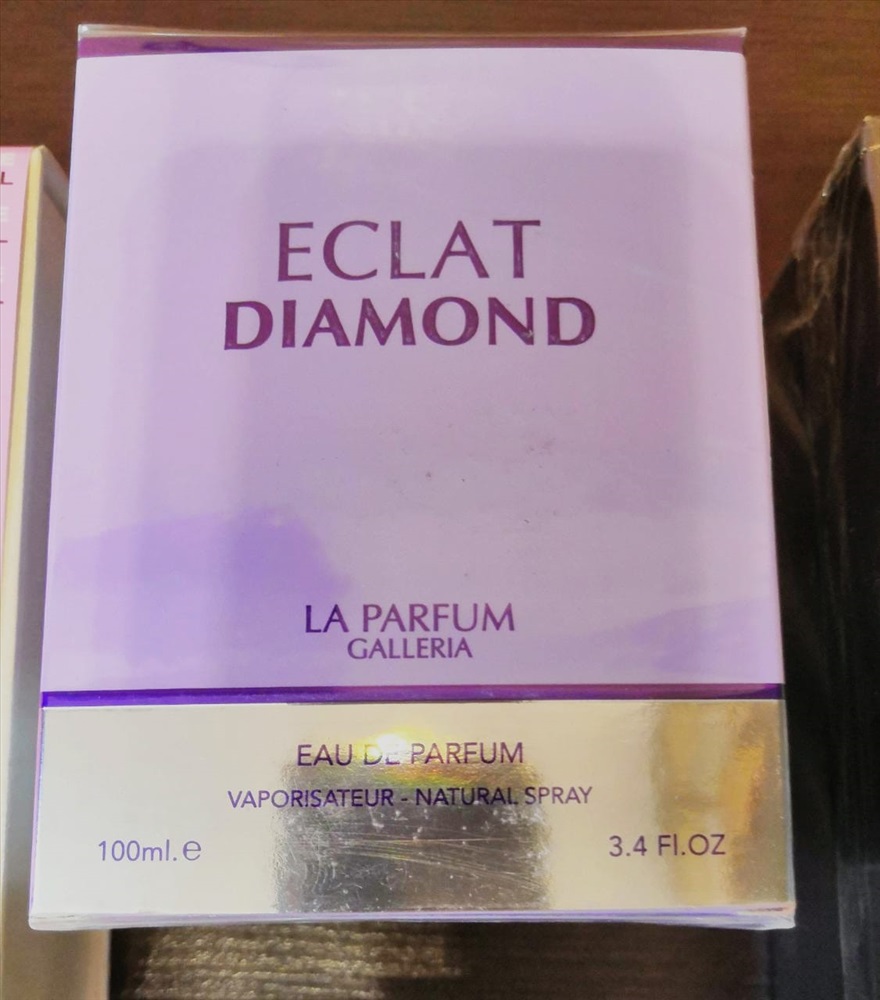 ECLAT
DIAMOND
LA PARFUM
GALLERIA
EAU DE PARFUM
VAPORISATEUR - NATURAL SPRAY
100ml. e
3.4 Fl.OZ